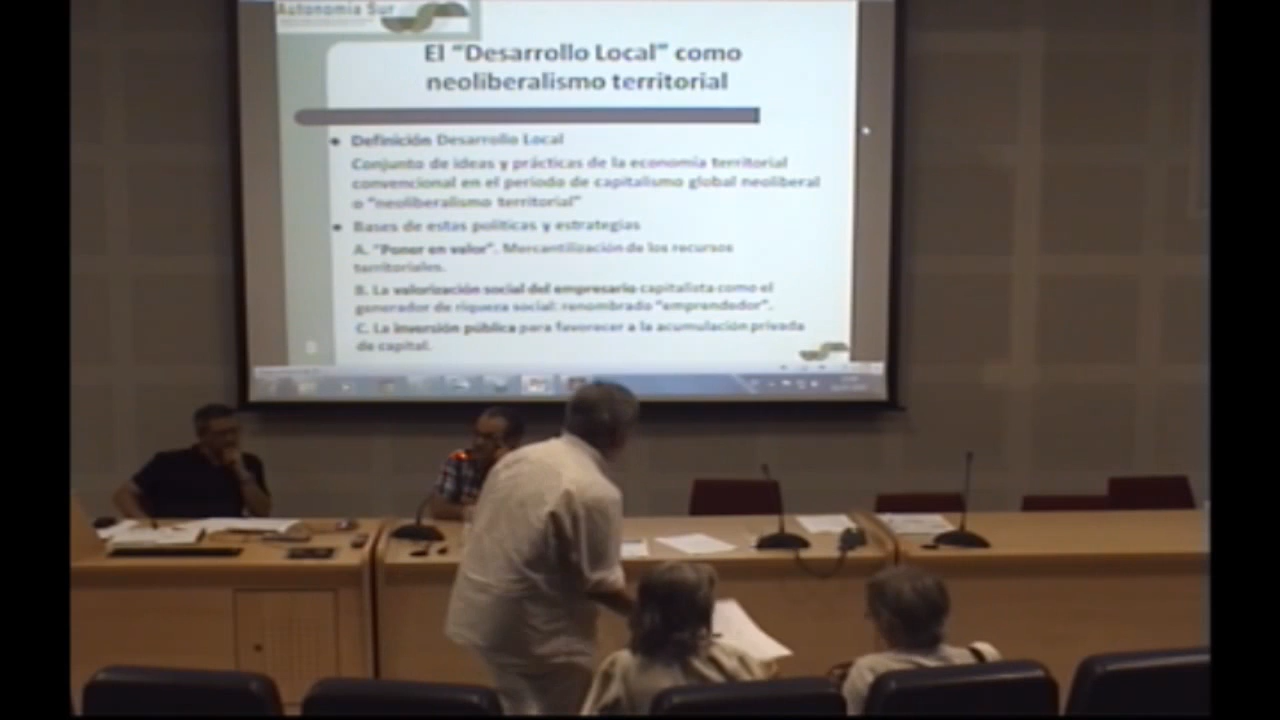 Autonomía Sur
El "Desarrollo Local" como
neoliberalismo territorial
Definición Desarrollo Local
Conjunto de ideas y prácticas de la economía territorial
convencional en el periodo de capitalismo global neoliberal
o "neoliberalismo territorial"
Bases de estas políticas y estrategias
A. "Poner en valor". Mercantilización de los recursos
territoriales.
B. La valorización social del empresario capitalista como el
generador de riqueza social: renombrado "emprendedor".
C. La inversión pública para favorecer a la acumulación privada
de capital.